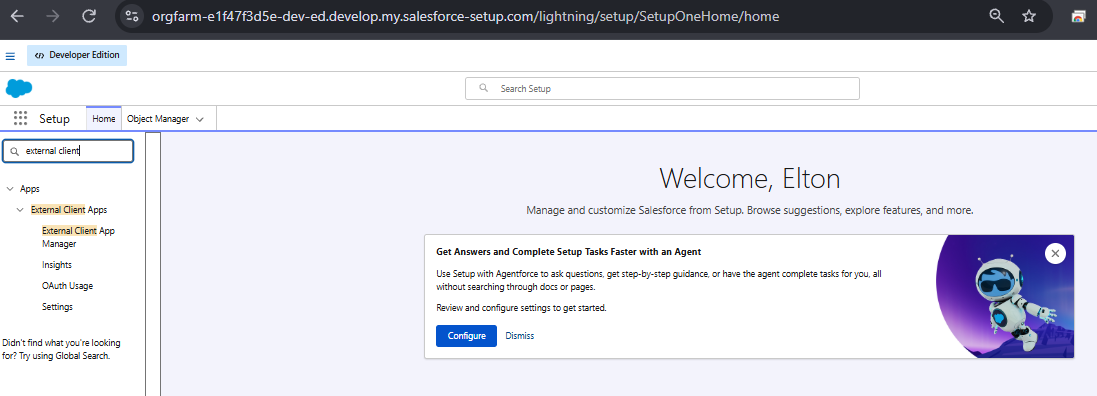 orgfarm-e1f47f3d5e-dev-ed.develop.my.salesforce-setup.com/lightning/setup/SetupOneHome/home
Developer Edition
Search Setup
Setup
Home
Object Manager
external client
Apps
External Client Apps
External Client App
Manager
Insights
OAuth Usage
Settings
Didn't find what you're looking
for? Try using Global Search.
Welcome, Elton
Manage and customize Salesforce from Setup. Browse suggestions, explore features, and more.
Get Answers and Complete Setup Tasks Faster with an Agent
Use Setup with Agentforce to ask questions, get step-by-step guidance, or have the agent complete tasks for you, all
without searching through docs or pages.
Review and configure settings to get started.
Configure
Dismiss